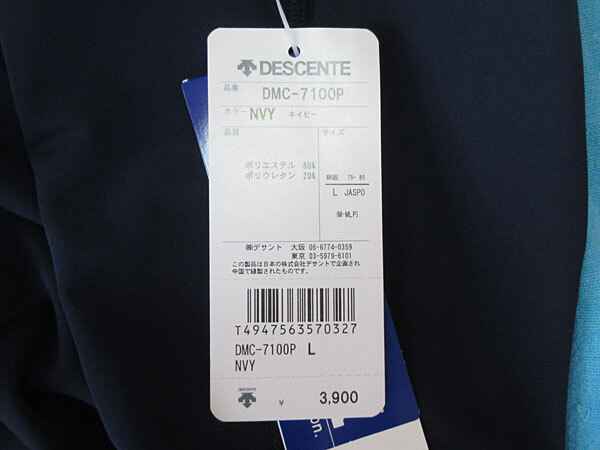 DESCENTE
品番 DMC-7100P
カラー NVY ネイビー
品質 サイズ
ポリエステル 80%
ポリウレタン 20%
胴囲 79- 85
L JASPO
(M-MLP)
㈱デサント 大阪 06-6774-0359
東京 03-5979-6101
この製品は日本の株式会社デサントで企画され
中国で縫製されたものです。
T4947563570327
DMC-7100P L
NVY
DESCENTE
¥ 3,900
on.